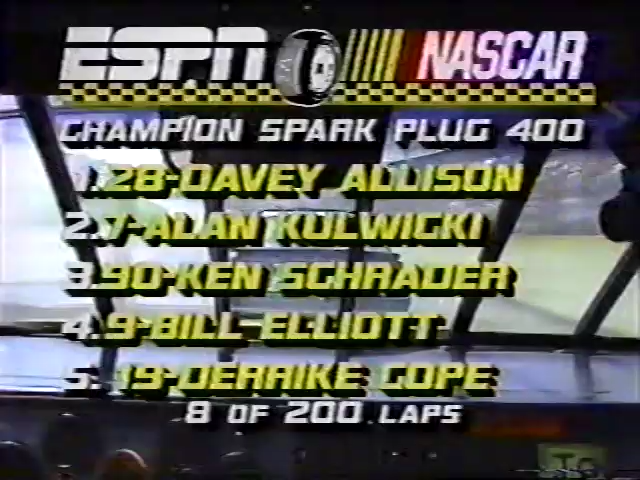 ESPN NASCAR
CHAMPION SPARK PLUG 400
1. 28-DAVEY ALLISON
2. 7-ALAN KULWICKI
3. 90-KEN SCHRADER
4. 9-BILL ELLIOTT
5. 19-DERRIKE COPE
8 OF 200 LAPS